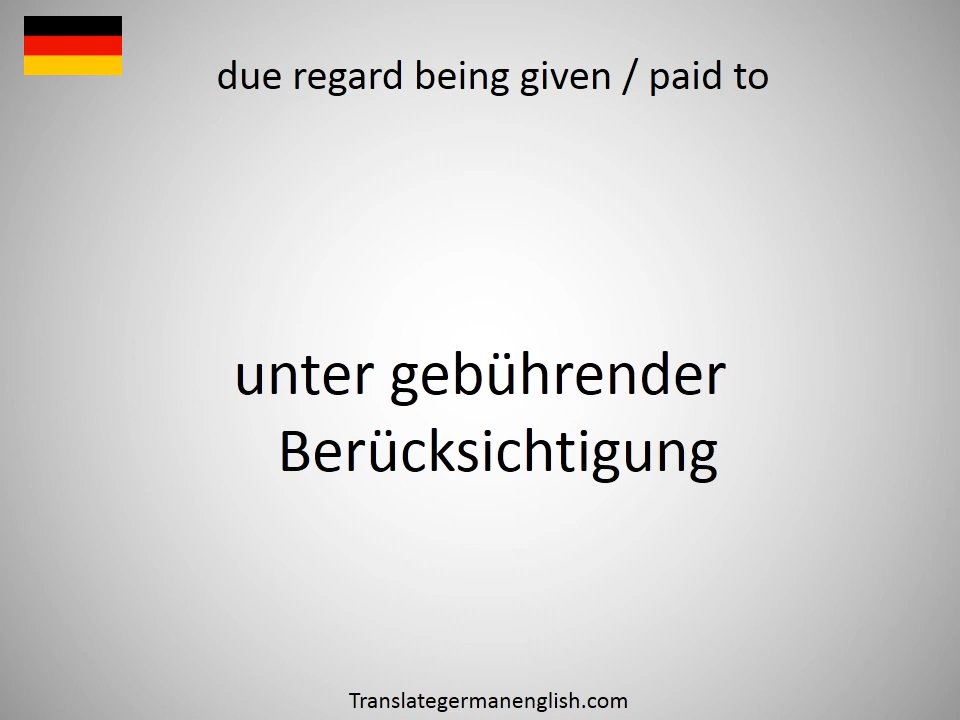 due regard being given / paid to
unter gebührender
Berücksichtigung
Translategermanenglish.com